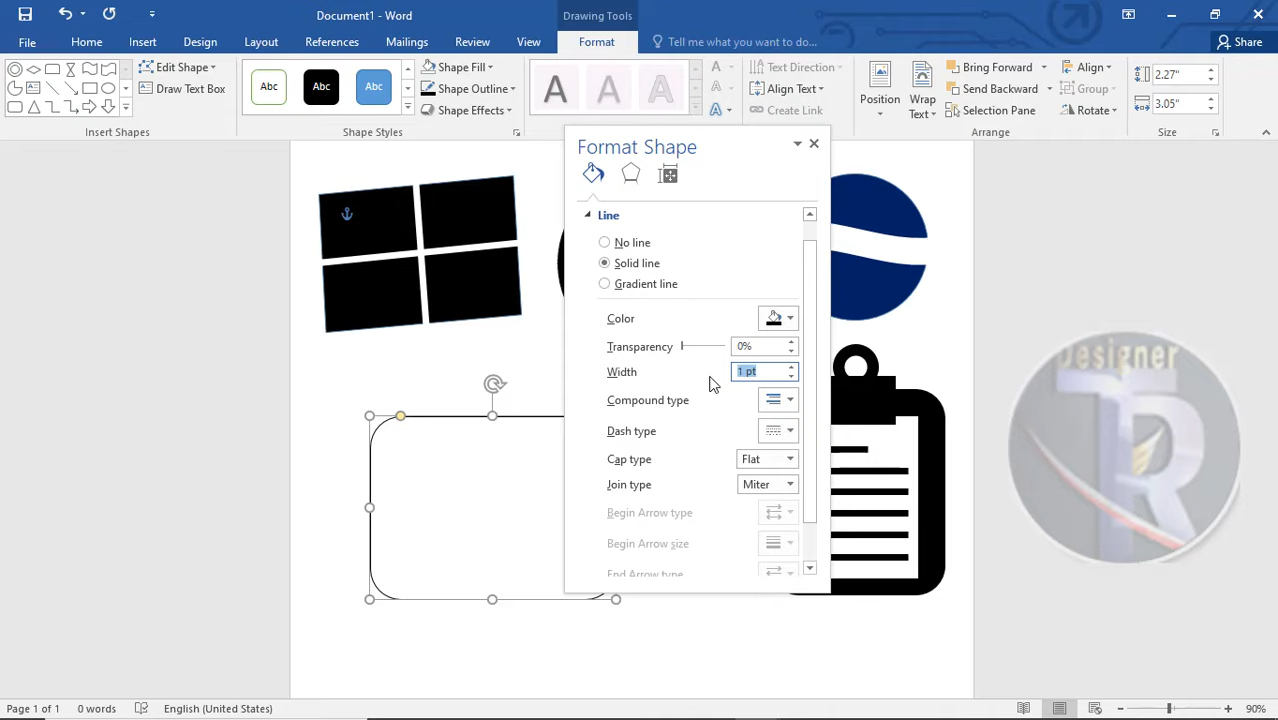 Document1 - Word
Drawing Tools
File
Home
Insert
Design
Layout
References
Mailings
Review
View
Format
Tell me what you want to do...
Share
Edit Shape
Draw Text Box
Insert Shapes
Abc
Abc
Abc
Shape Fill
Shape Outline
Shape Effects
Shape Styles
A
A
A
A
A
A
Text Direction
Align Text
Create Link
Position
Wrap
Text
Bring Forward
Send Backward
Selection Pane
Align
Group
Rotate
Arrange
2.27"
3.05"
Size
Format Shape
Line
No line
Solid line
Gradient line
Color
Transparency
0%
Width
1 pt
Compound type
Dash type
Cap type
Flat
Join type
Miter
Begin Arrow type
Begin Arrow size
End Arrow type
Designer
TR
Page 1 of 1
0 words
English (United States)
90%